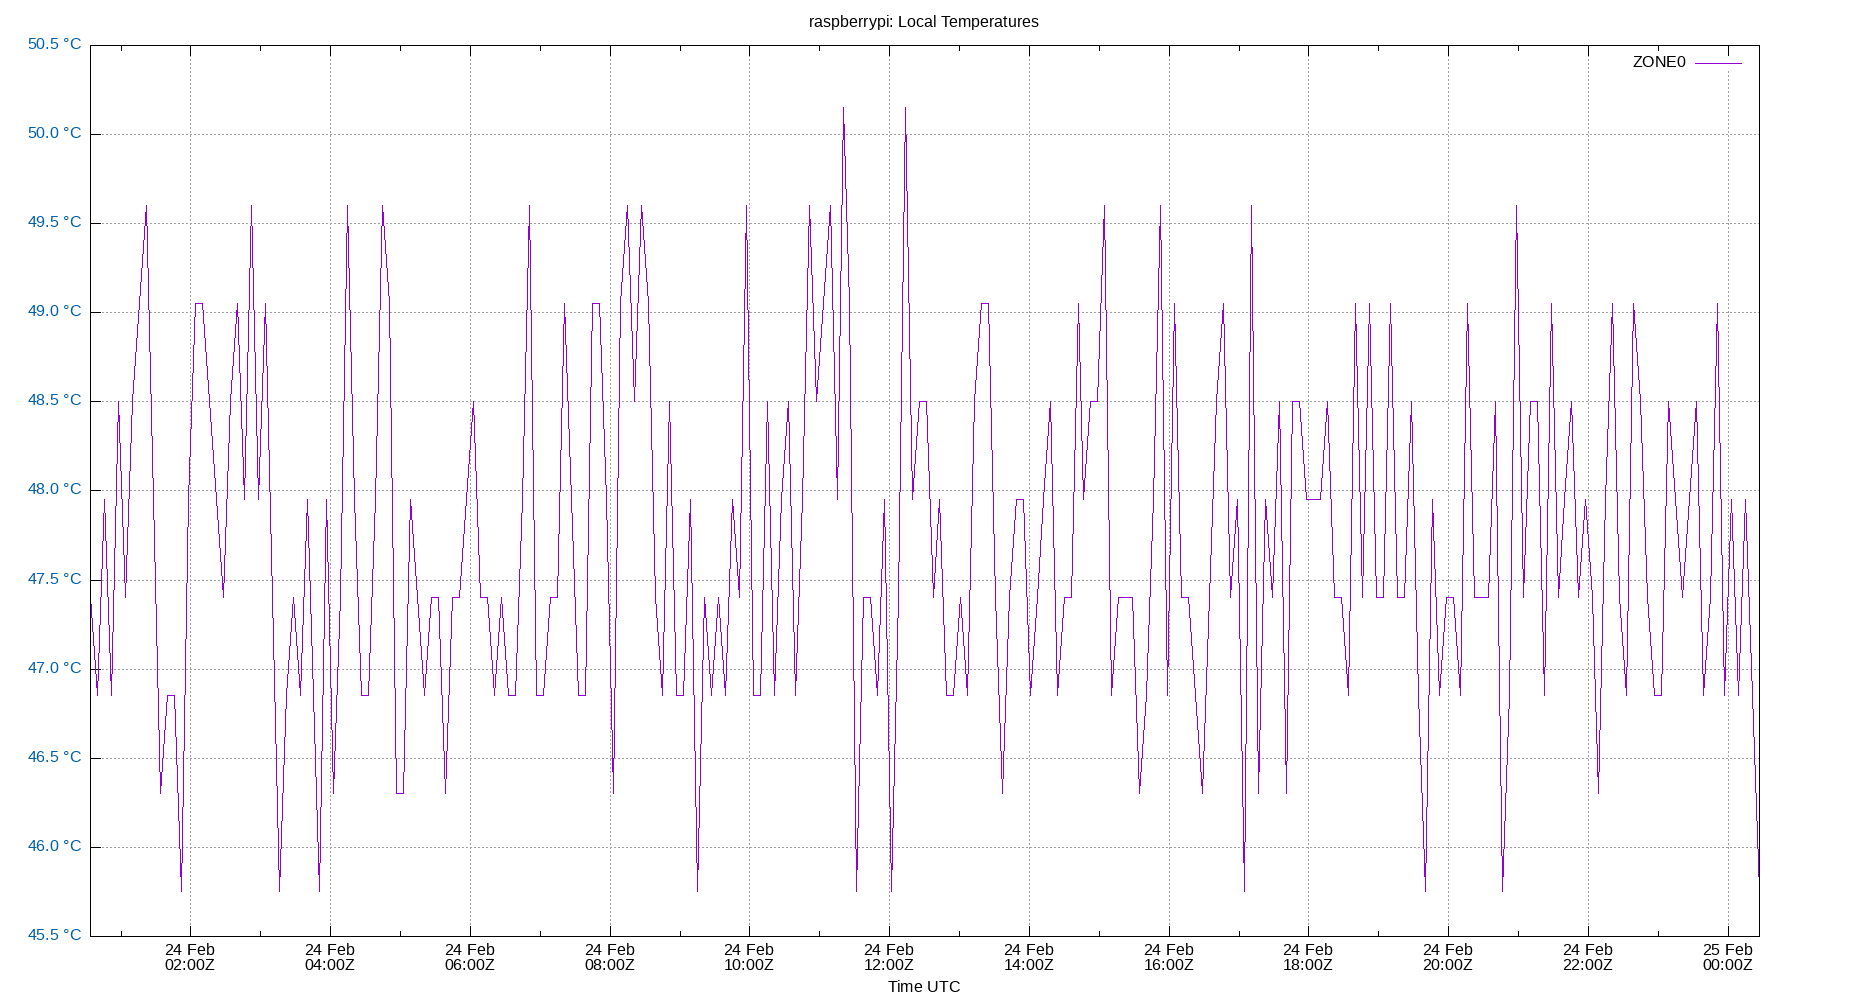 raspberrypi: Local Temperatures
50.5 °C
ZONE0
50.0 °C
49.5 °C
49.0 °C
48.5 °C
48.0 °C
47.5 °C
47.0 °C
46.5 °C
46.0 °C
45.5 °C
24 Feb 24 Feb 24 Feb 24 Feb 24 Feb 24 Feb 24 Feb 24 Feb 24 Feb 24 Feb 24 Feb 25 Feb
02:00Z 04:00Z 06:00Z 08:00Z 10:00Z 12:00Z 14:00Z 16:00Z 18:00Z 20:00Z 22:00Z 00:00Z
Time UTC